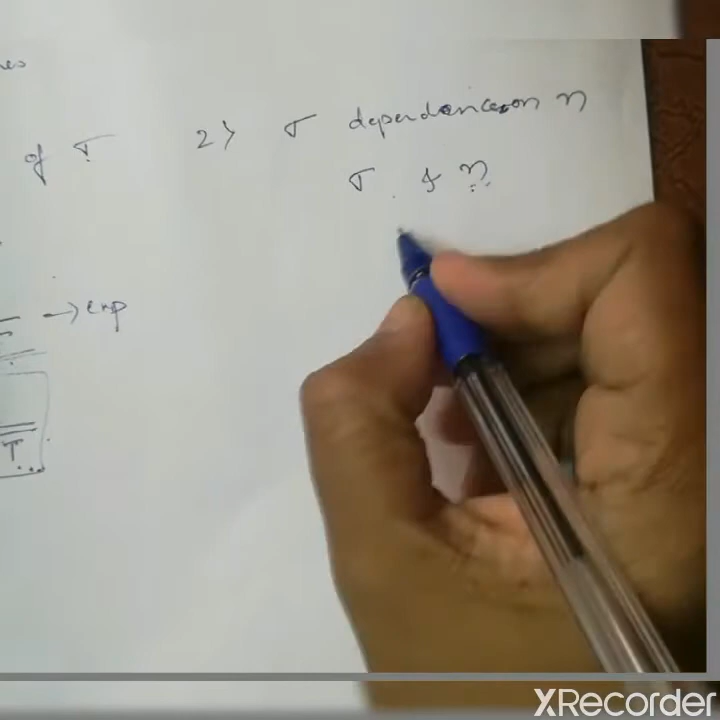 of σ
2> σ dependence on n
σ & n
→ exp
T
XRecorder